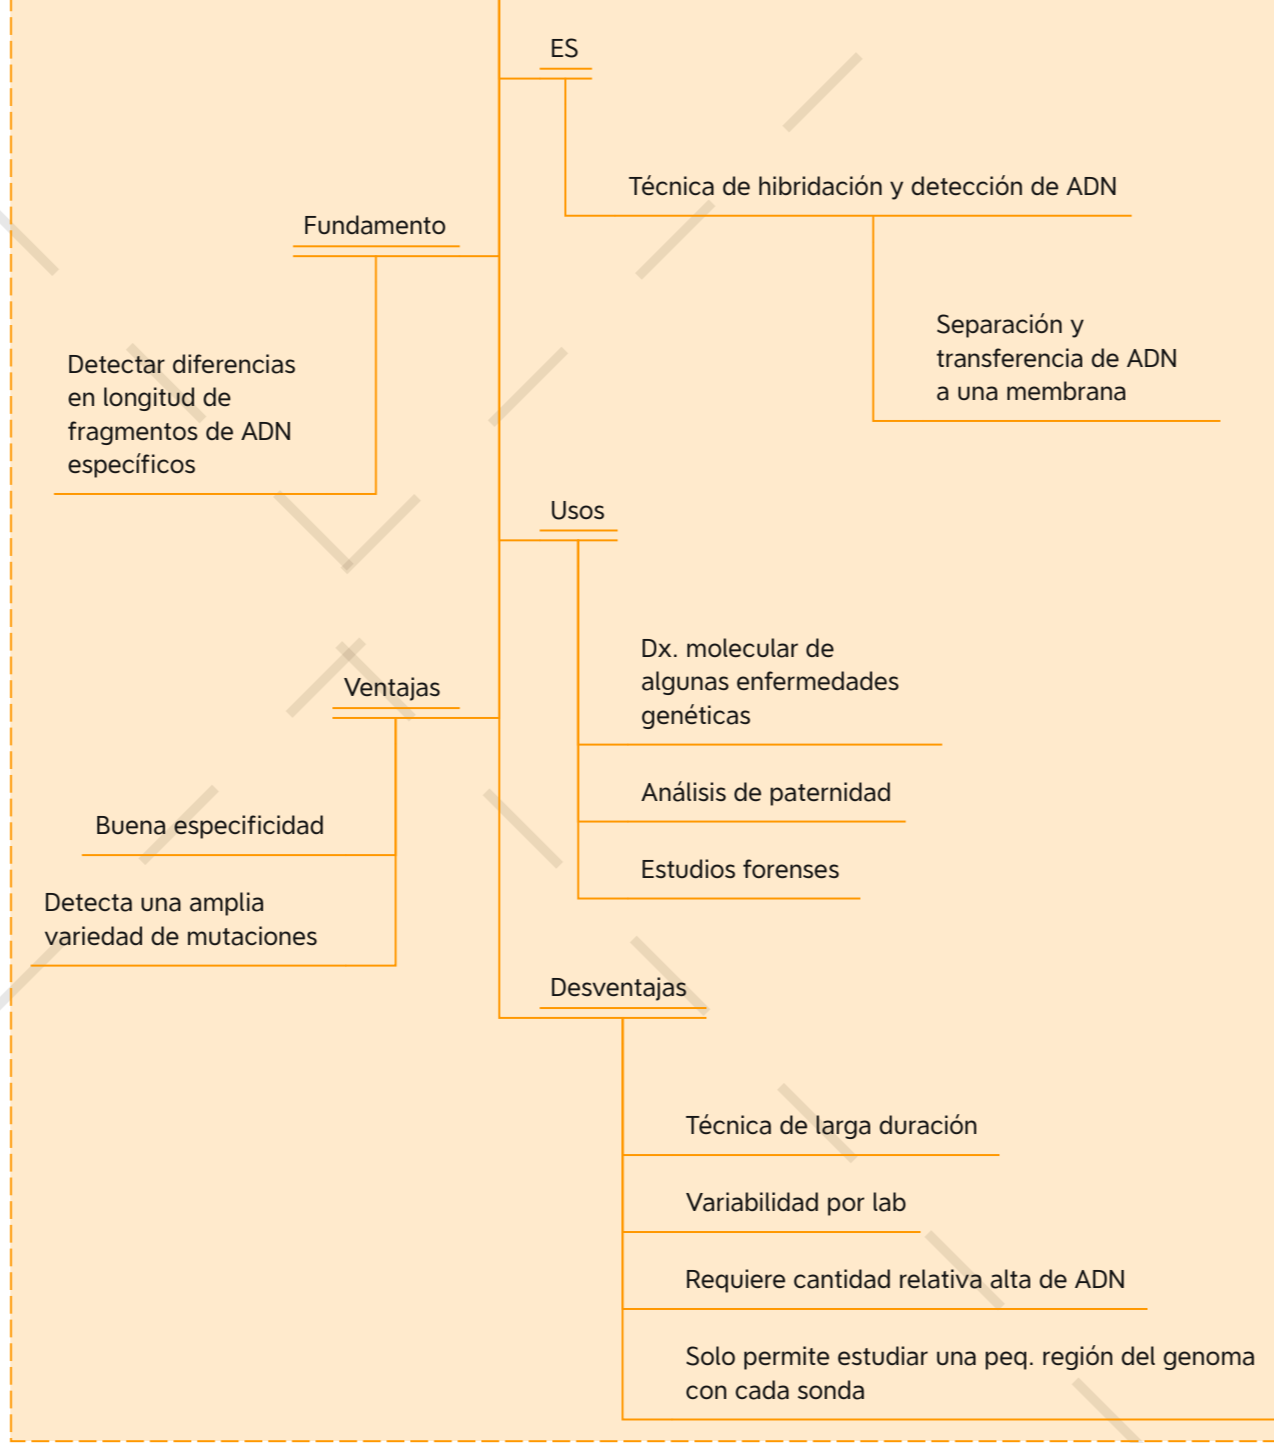 ES
Técnica de hibridación y detección de ADN
Separación y
transferencia de ADN
a una membrana
Fundamento
Detectar diferencias
en longitud de
fragmentos de ADN
específicos
Usos
Dx. molecular de
algunas enfermedades
genéticas
Análisis de paternidad
Estudios forenses
Ventajas
Buena especificidad
Detecta una amplia
variedad de mutaciones
Desventajas
Técnica de larga duración
Variabilidad por lab
Requiere cantidad relativa alta de ADN
Solo permite estudiar una peq. región del genoma
con cada sonda